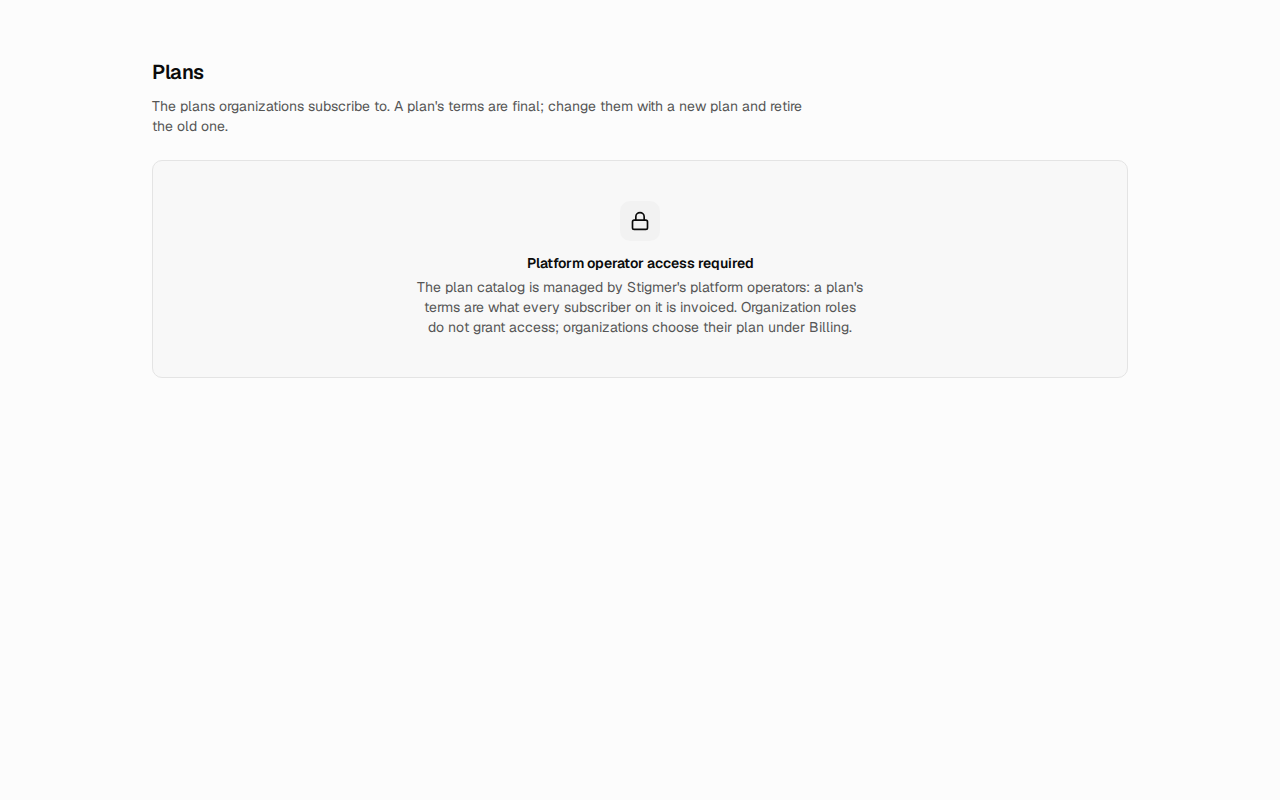 Plans
The plans organizations subscribe to. A plan's terms are final; change them with a new plan and retire
the old one.
Platform operator access required
The plan catalog is managed by Stigmer's platform operators: a plan's
terms are what every subscriber on it is invoiced. Organization roles
do not grant access; organizations choose their plan under Billing.